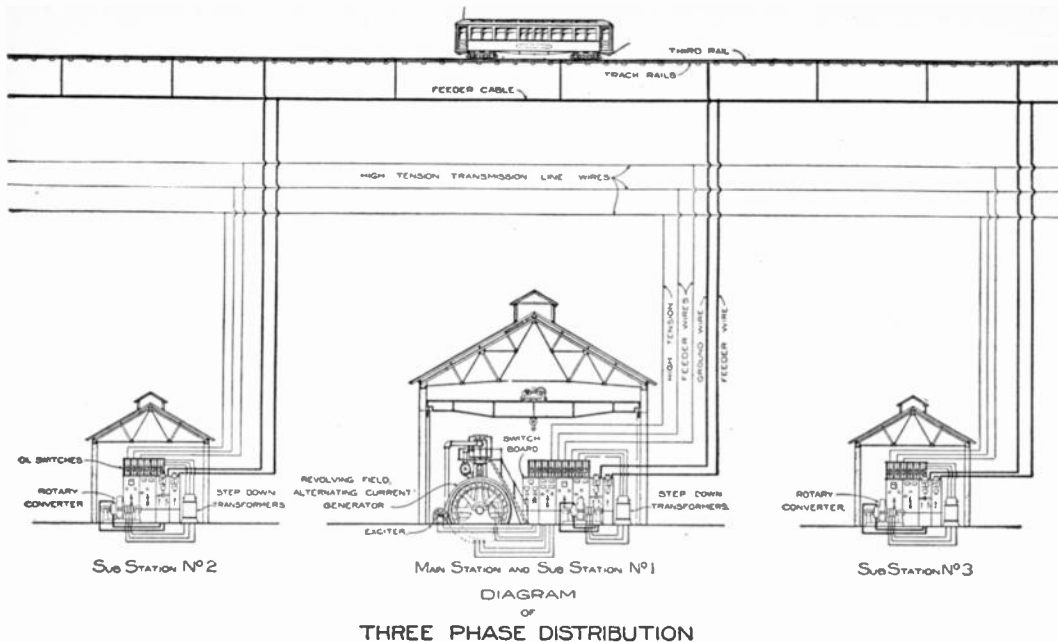 THIRD RAIL
TRACK RAILS
FEEDER CABLE
HIGH TENSION TRANSMISSION LINE WIRES
HIGH TENSION
FEEDER WIRES
GROUND WIRE
FEEDER WIRE
OIL SWITCHES
ROTARY
CONVERTER
STEP DOWN
TRANSFORMERS
SWITCH
BOARD
REVOLVING FIELD,
ALTERNATING CURRENT
GENERATOR
EXCITER
STEP DOWN
TRANSFORMERS.
ROTARY
CONVERTER
SUB STATION No 2
MAIN STATION AND SUB STATION No 1
SUB STATION No 3
DIAGRAM
OF
THREE PHASE DISTRIBUTION